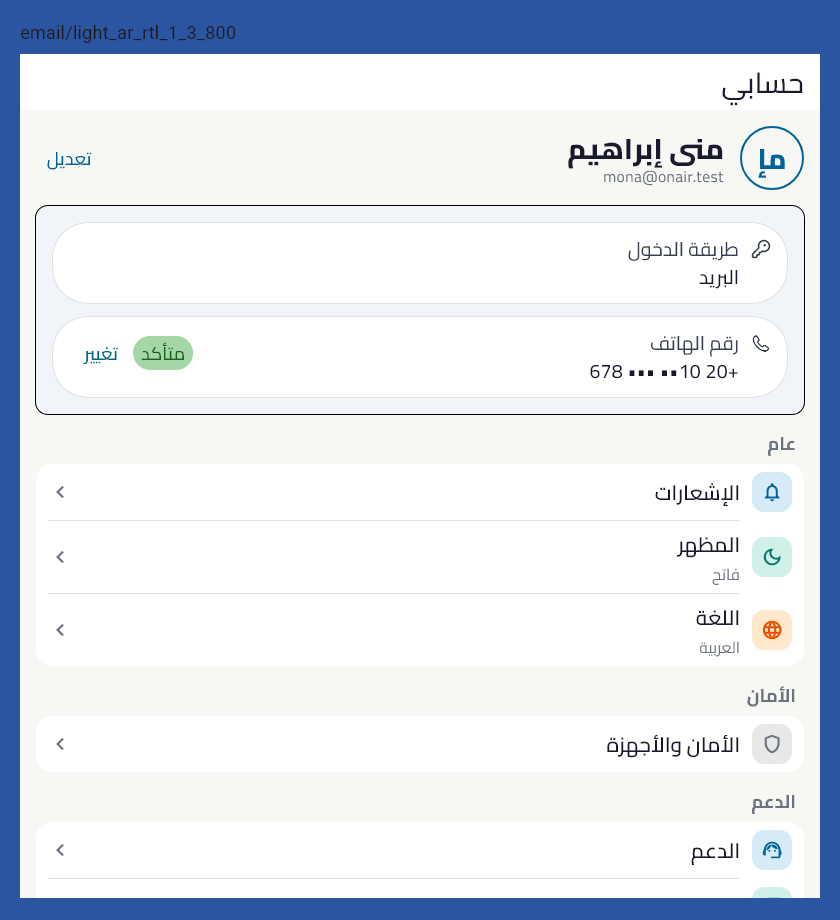 email/light_ar_rtl_1_3_800
حسابي
مإ
منى إبراهيم
mona@onair.test
تعديل
طريقة الدخول
البريد
رقم الهاتف
+20 10•• ••• 678
متأكد
تغيير
عام
الإشعارات
المظهر
فاتح
اللغة
العربية
الأمان
الأمان والأجهزة
الدعم
الدعم